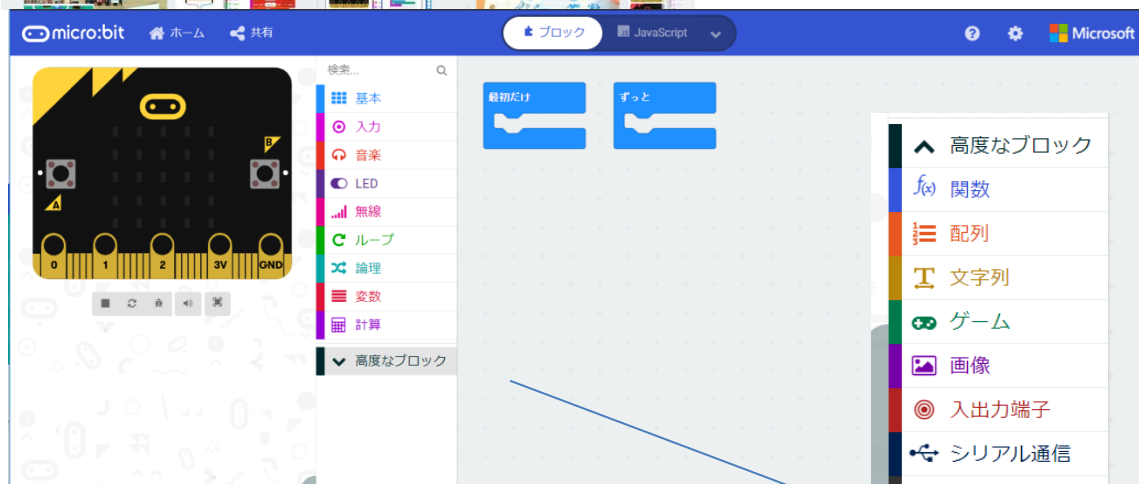 micro:bit
ホーム
共有
ブロック
JavaScript
?
Microsoft
検索...
基本
入力
音楽
LED
無線
ループ
論理
変数
計算
高度なブロック
A
B
0
1
2
3V
GND
最初だけ
ずっと
高度なブロック
f(x) 関数
配列
文字列
ゲーム
画像
入出力端子
シリアル通信